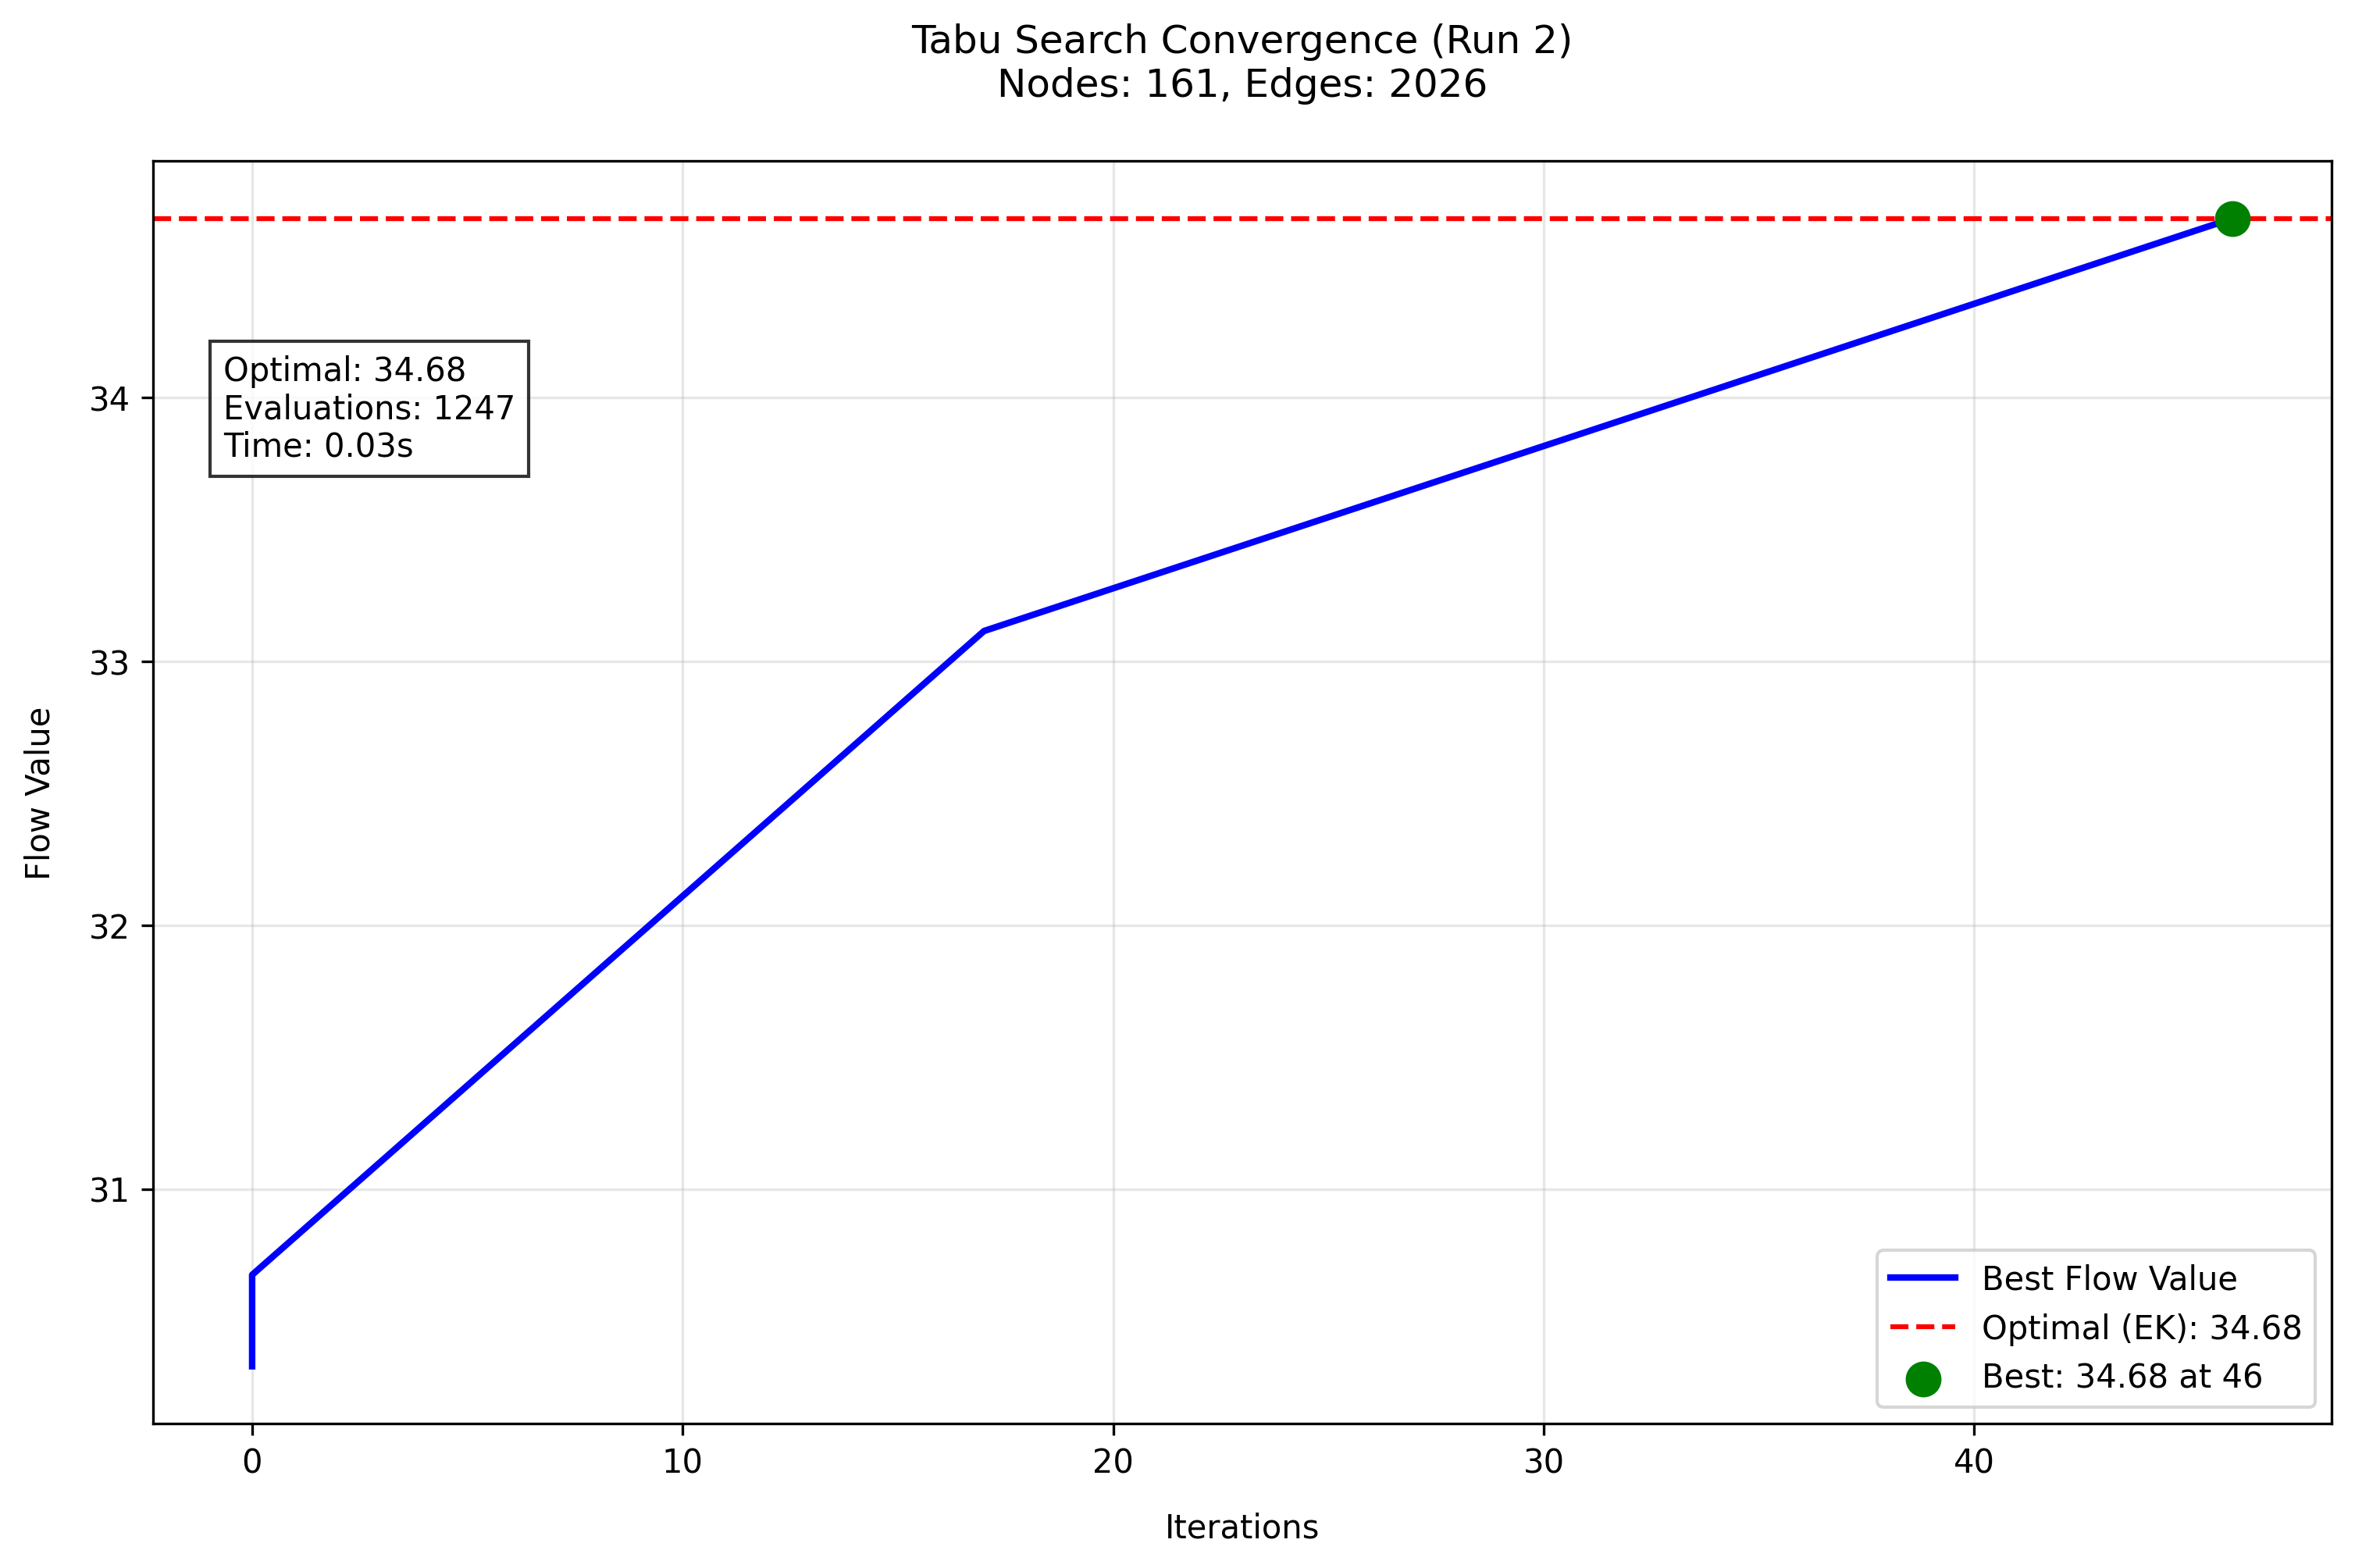 Tabu Search Convergence (Run 2)
Nodes: 161, Edges: 2026
Optimal: 34.68
Evaluations: 1247
Time: 0.03s
34
33
32
31
Flow Value
Best Flow Value
Optimal (EK): 34.68
Best: 34.68 at 46
0
10
20
30
40
Iterations